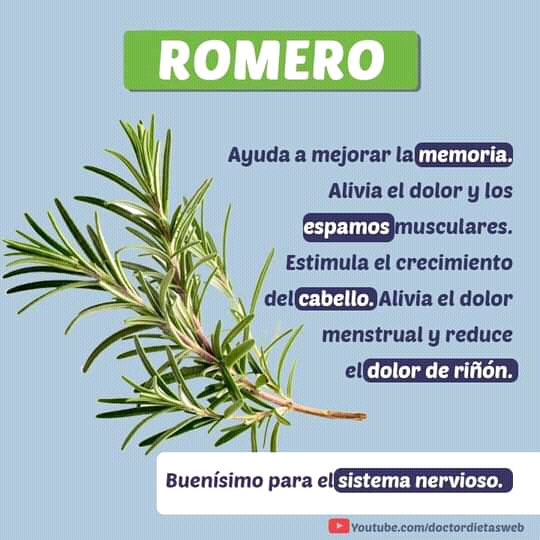 ROMERO
Ayuda a mejorar la memoria.
Alivia el dolor y los
espamos musculares.
Estimula el crecimiento
del cabello. Alivia el dolor
menstrual y reduce
el dolor de riñón.
Buenísimo para el sistema nervioso.
Youtube.com/doctordietasweb